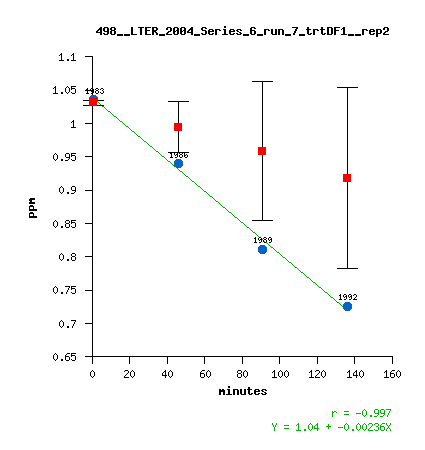 498__LTER_2004_Series_6_run_7_trtDF1__rep2
1.1
1.05
1
0.95
0.9
0.85
0.8
0.75
0.7
0.65
ppm
1983
1986
1989
1992
0 20 40 60 80 100 120 140 160
minutes
r = -0.997
Y = 1.04 + -0.00236X